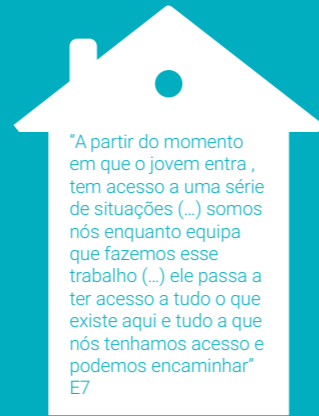 “A partir do momento
em que o jovem entra ,
tem acesso a uma série
de situações (...) somos
nós enquanto equipa
que fazemos esse
trabalho (...) ele passa a
ter acesso a tudo o que
existe aqui e tudo a que
nós tenhamos acesso e
podemos encaminhar”
E7